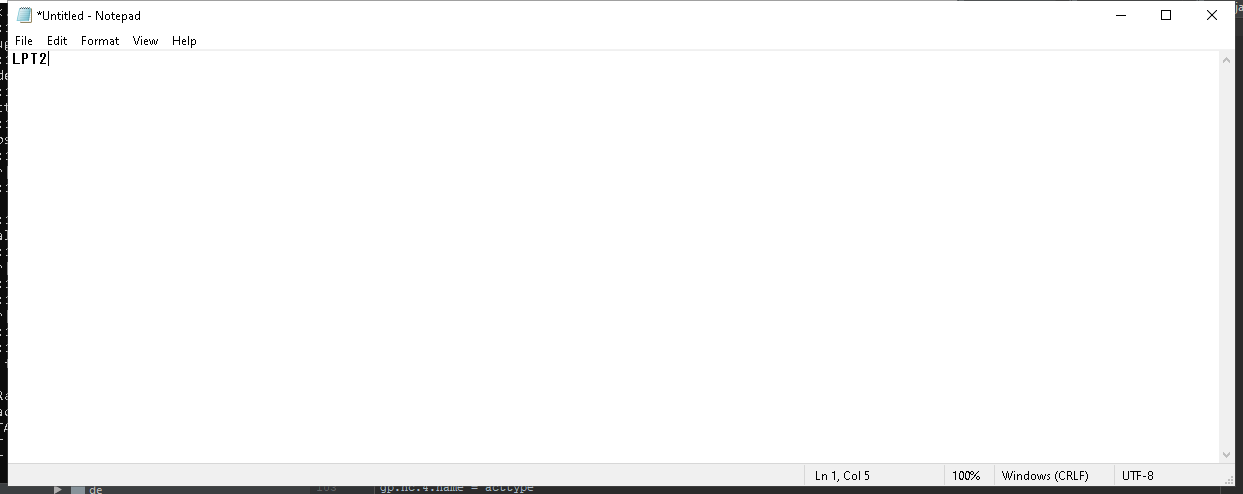 *Untitled - Notepad
File Edit Format View Help
LPT2
Ln 1, Col 5 100% Windows (CRLF) UTF-8
de gp.nc.4.name = acctype